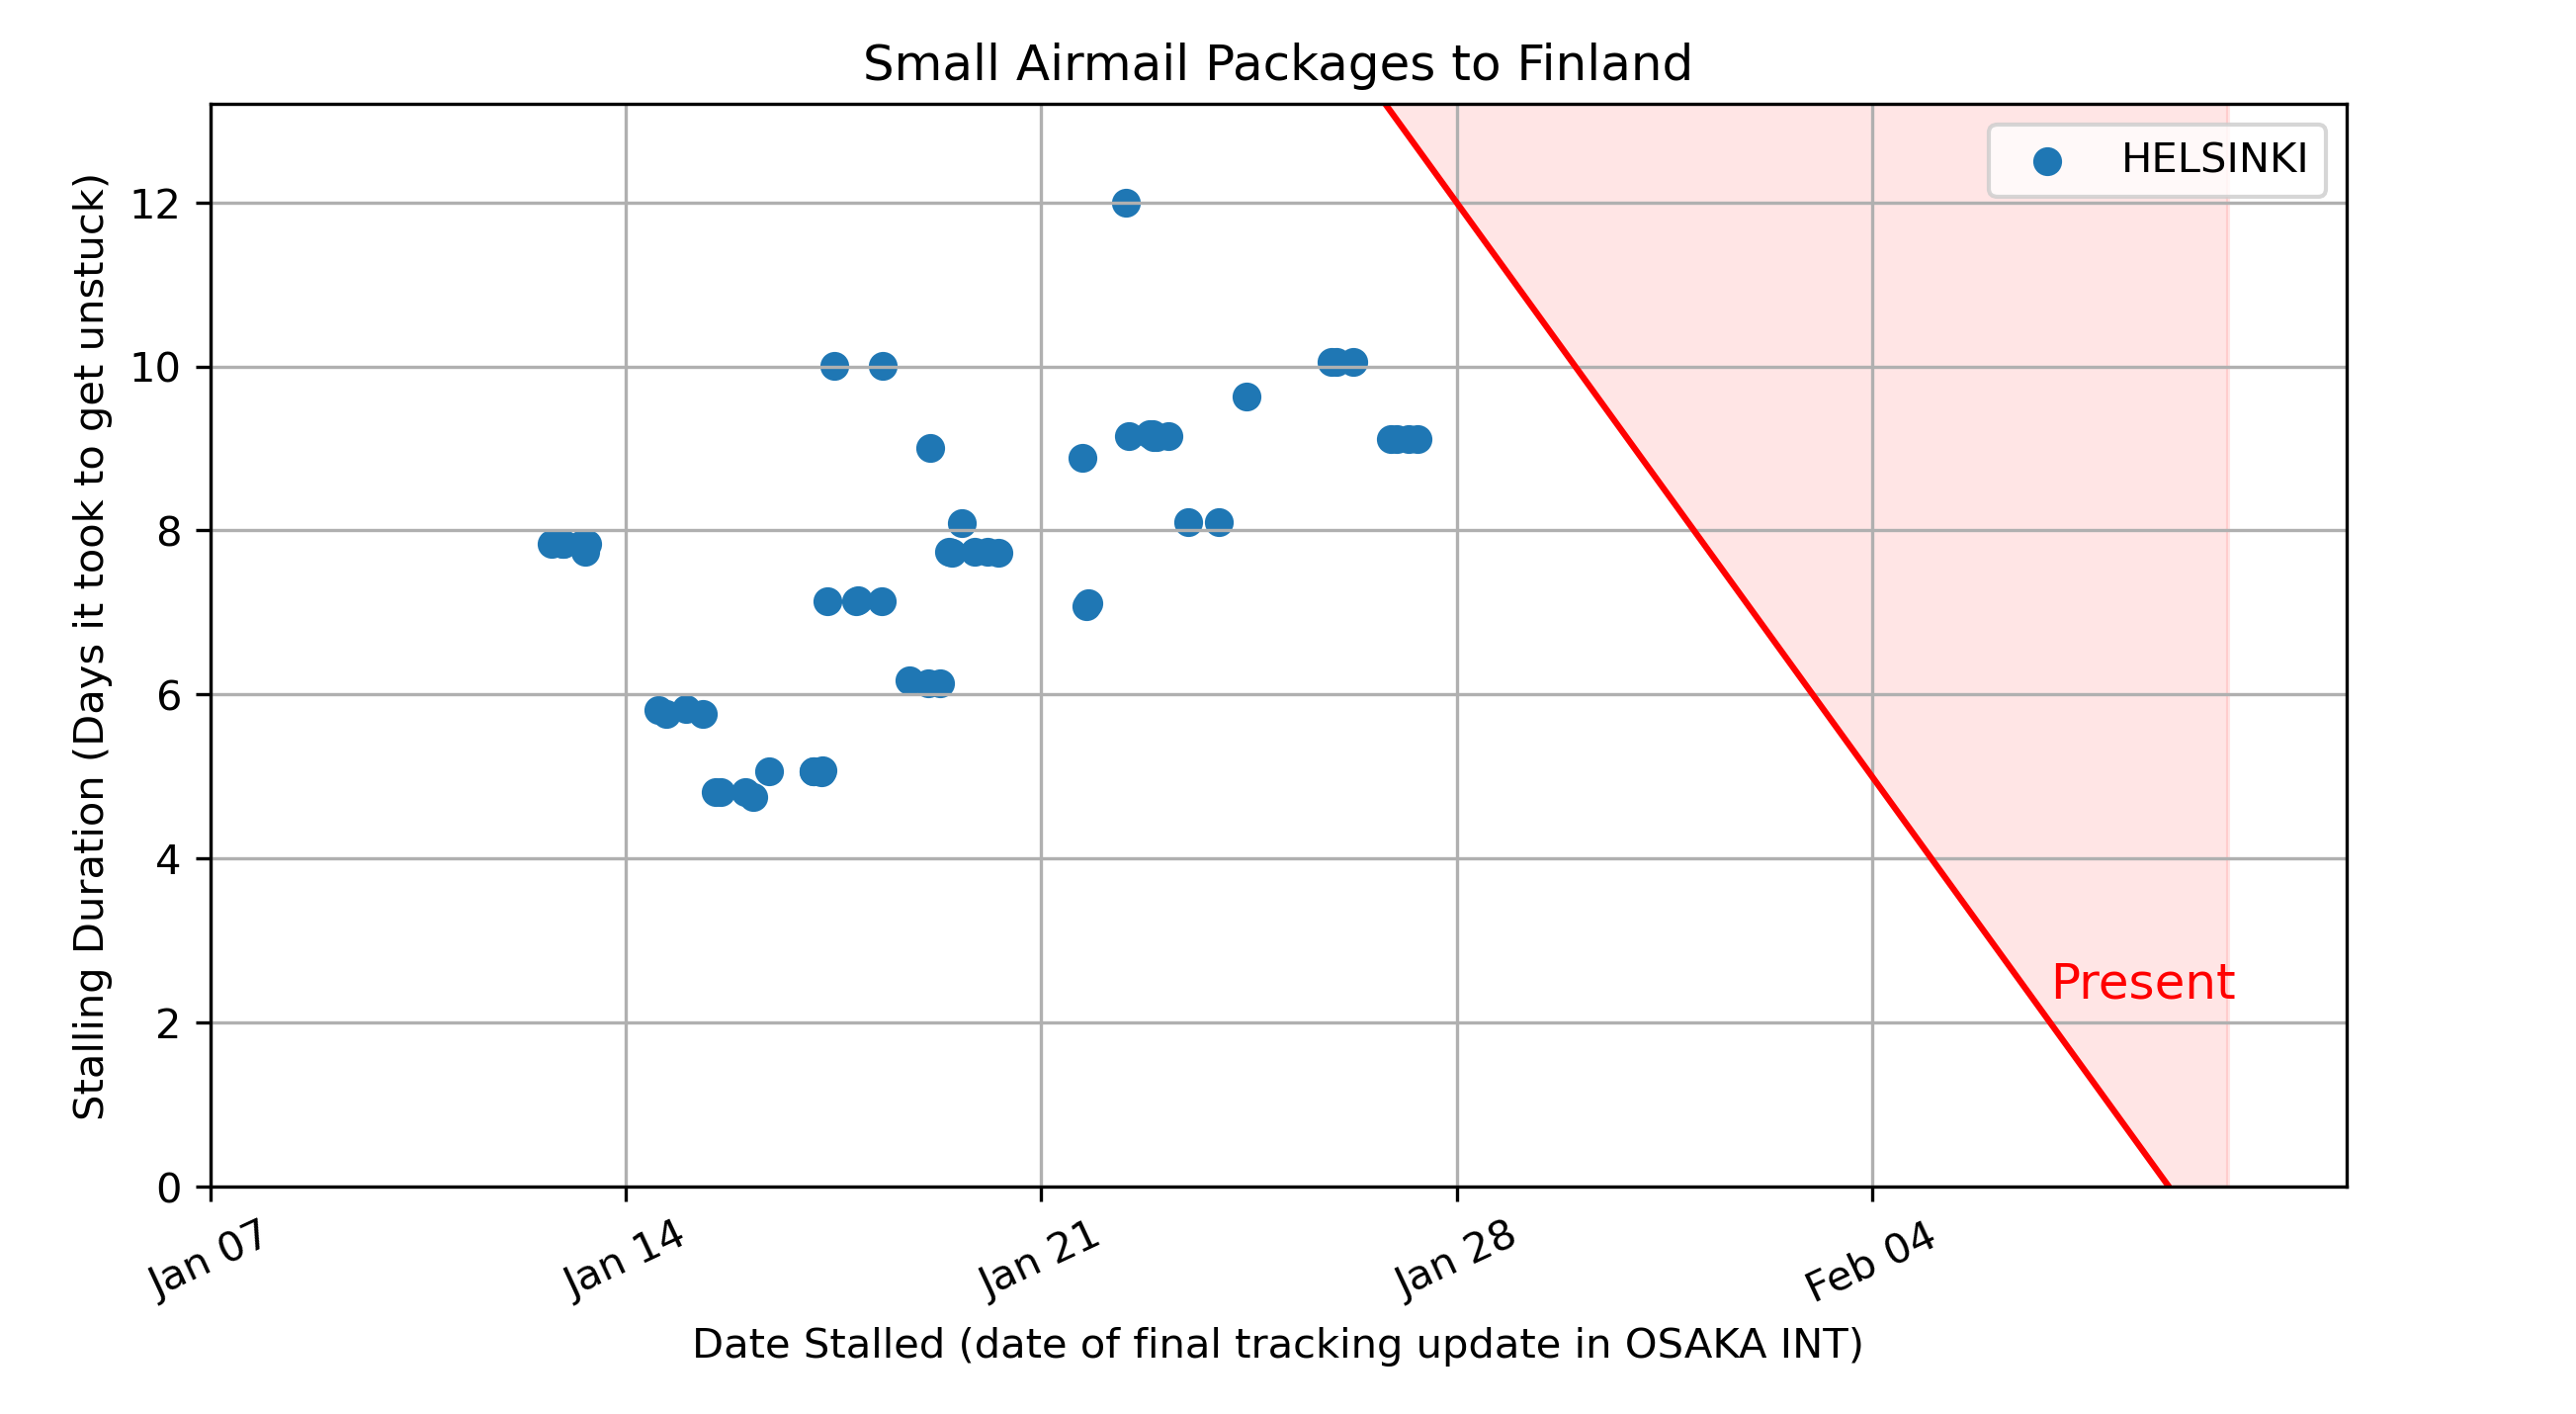 Small Airmail Packages to Finland
HELSINKI
Stalling Duration (Days it took to get unstuck)
12
10
8
6
4
2
0
Present
Jan 07
Jan 14
Jan 21
Jan 28
Feb 04
Date Stalled (date of final tracking update in OSAKA INT)